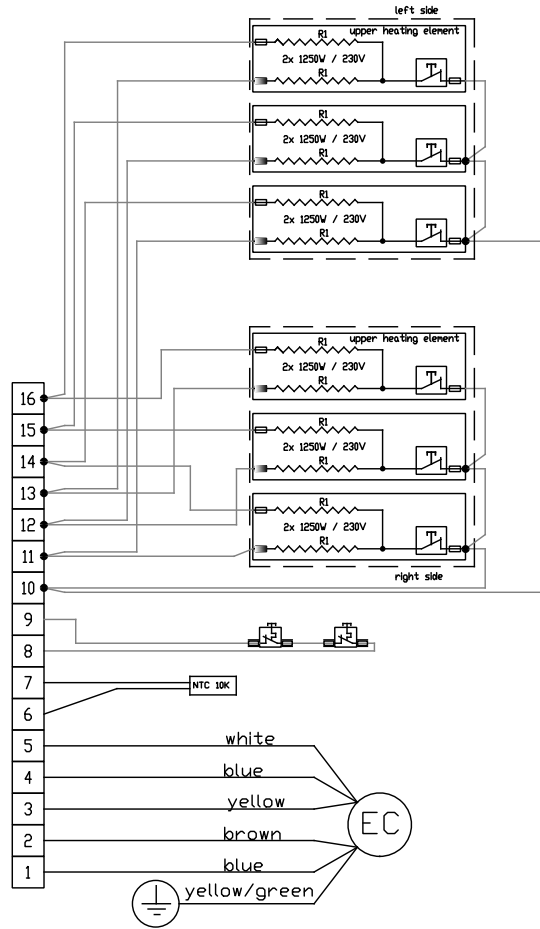 left side
R1
upper heating element
2x 1250W / 230V
R1
R1
2x 1250W / 230V
R1
R1
2x 1250W / 230V
R1
R1
upper heating element
2x 1250W / 230V
R1
R1
2x 1250W / 230V
R1
R1
2x 1250W / 230V
R1
right side
16
15
14
13
12
11
10
9
8
7
NTC 10K
6
5
white
4
blue
3
yellow
EC
2
brown
1
blue
yellow/green